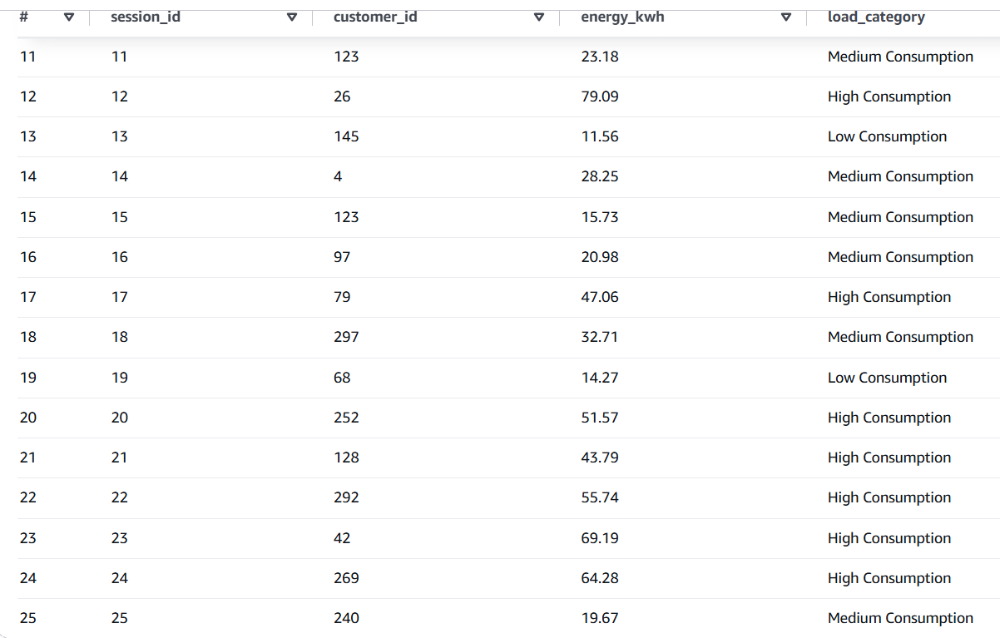 # session_id customer_id energy_kwh load_category
11 11 123 23.18 Medium Consumption
12 12 26 79.09 High Consumption
13 13 145 11.56 Low Consumption
14 14 4 28.25 Medium Consumption
15 15 123 15.73 Medium Consumption
16 16 97 20.98 Medium Consumption
17 17 79 47.06 High Consumption
18 18 297 32.71 Medium Consumption
19 19 68 14.27 Low Consumption
20 20 252 51.57 High Consumption
21 21 128 43.79 High Consumption
22 22 292 55.74 High Consumption
23 23 42 69.19 High Consumption
24 24 269 64.28 High Consumption
25 25 240 19.67 Medium Consumption